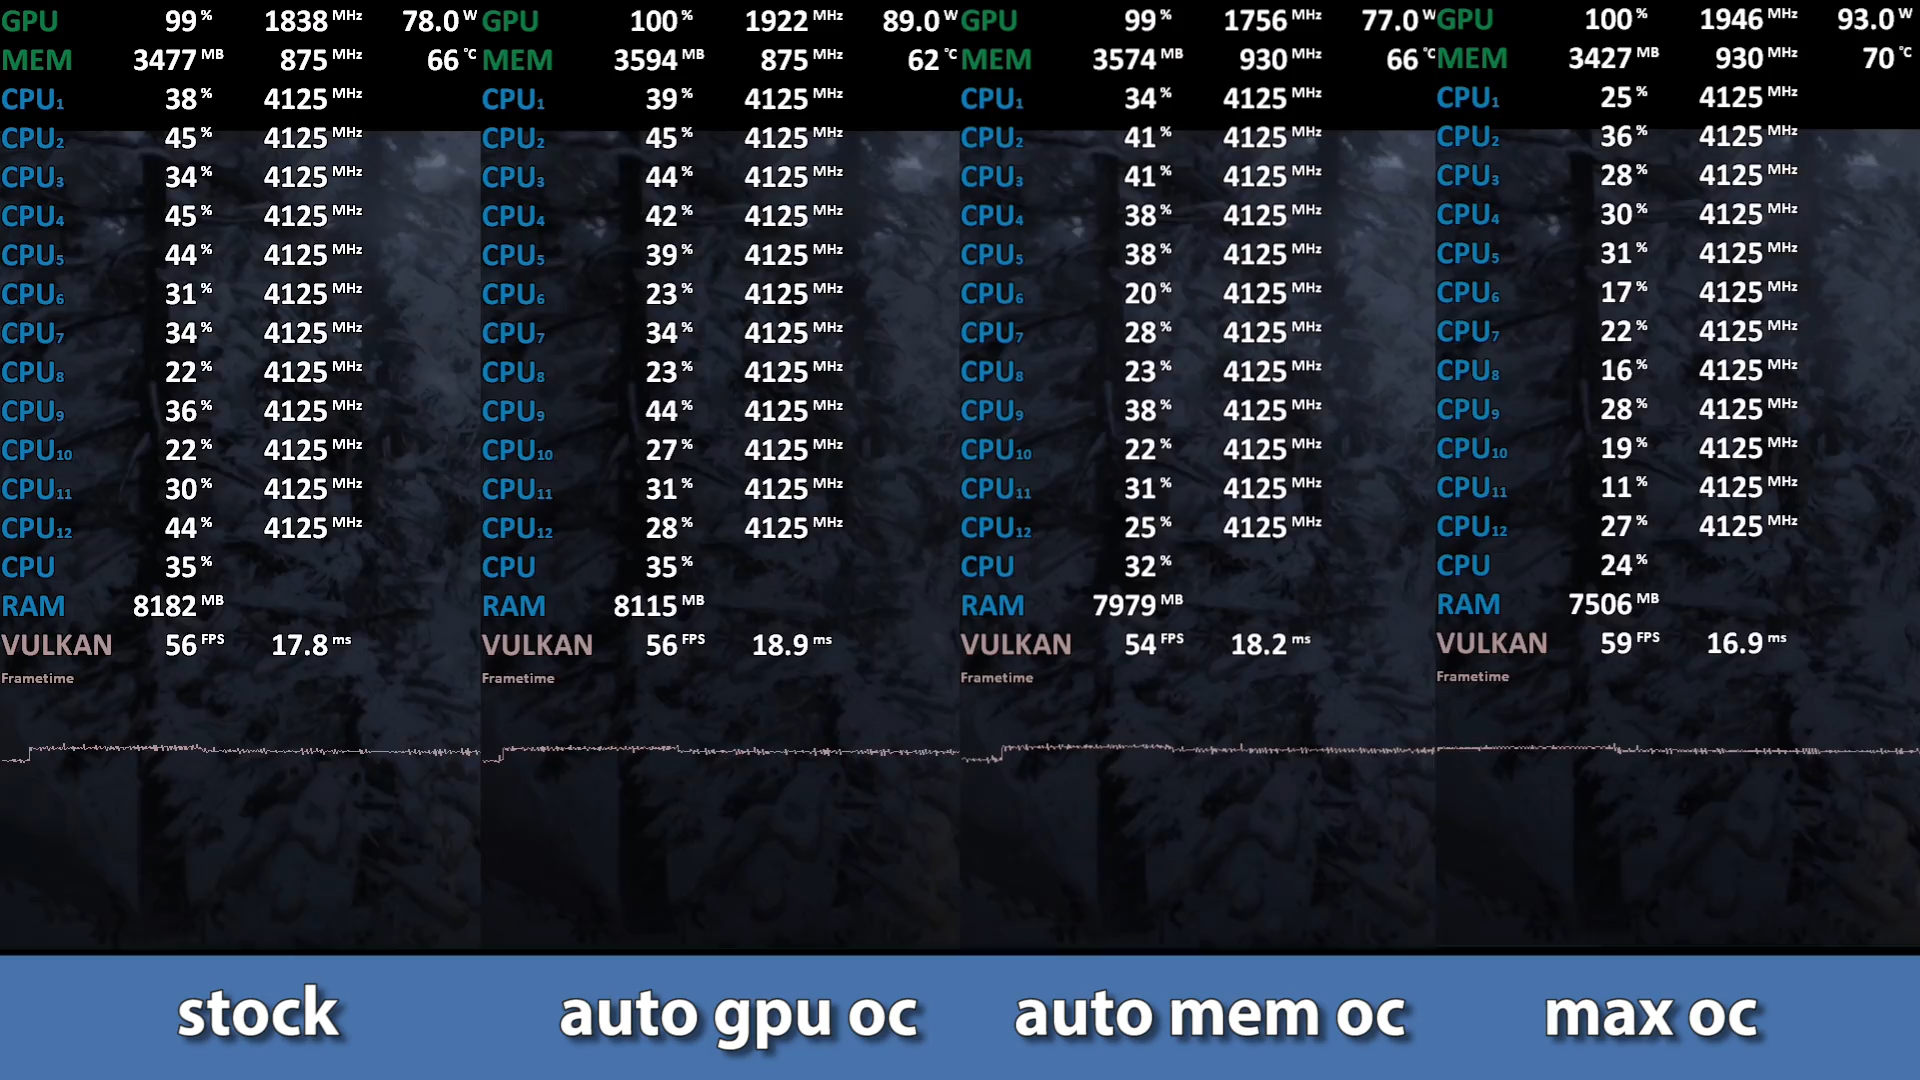 GPU 99 % 1838 MHz 78.0 W GPU 100 % 1922 MHz 89.0 W GPU 99 % 1756 MHz 77.0 W GPU 100 % 1946 MHz 93.0 W
MEM 3477 MB 875 MHz 66 °C MEM 3594 MB 875 MHz 62 °C MEM 3574 MB 930 MHz 66 °C MEM 3427 MB 930 MHz 70 °C
CPU1 38 % 4125 MHz CPU1 39 % 4125 MHz CPU1 34 % 4125 MHz CPU1 25 % 4125 MHz
CPU2 45 % 4125 MHz CPU2 45 % 4125 MHz CPU2 41 % 4125 MHz CPU2 36 % 4125 MHz
CPU3 34 % 4125 MHz CPU3 44 % 4125 MHz CPU3 41 % 4125 MHz CPU3 28 % 4125 MHz
CPU4 45 % 4125 MHz CPU4 42 % 4125 MHz CPU4 38 % 4125 MHz CPU4 30 % 4125 MHz
CPU5 44 % 4125 MHz CPU5 39 % 4125 MHz CPU5 38 % 4125 MHz CPU5 31 % 4125 MHz
CPU6 31 % 4125 MHz CPU6 23 % 4125 MHz CPU6 20 % 4125 MHz CPU6 17 % 4125 MHz
CPU7 34 % 4125 MHz CPU7 34 % 4125 MHz CPU7 28 % 4125 MHz CPU7 22 % 4125 MHz
CPU8 22 % 4125 MHz CPU8 23 % 4125 MHz CPU8 23 % 4125 MHz CPU8 16 % 4125 MHz
CPU9 36 % 4125 MHz CPU9 44 % 4125 MHz CPU9 38 % 4125 MHz CPU9 28 % 4125 MHz
CPU10 22 % 4125 MHz CPU10 27 % 4125 MHz CPU10 22 % 4125 MHz CPU10 19 % 4125 MHz
CPU11 30 % 4125 MHz CPU11 31 % 4125 MHz CPU11 31 % 4125 MHz CPU11 11 % 4125 MHz
CPU12 44 % 4125 MHz CPU12 28 % 4125 MHz CPU12 25 % 4125 MHz CPU12 27 % 4125 MHz
CPU 35 % CPU 35 % CPU 32 % CPU 24 %
RAM 8182 MB RAM 8115 MB RAM 7979 MB RAM 7506 MB
VULKAN 56 FPS 17.8 ms VULKAN 56 FPS 18.9 ms VULKAN 54 FPS 18.2 ms VULKAN 59 FPS 16.9 ms
Frametime Frametime Frametime Frametime
stock auto gpu oc auto mem oc max oc